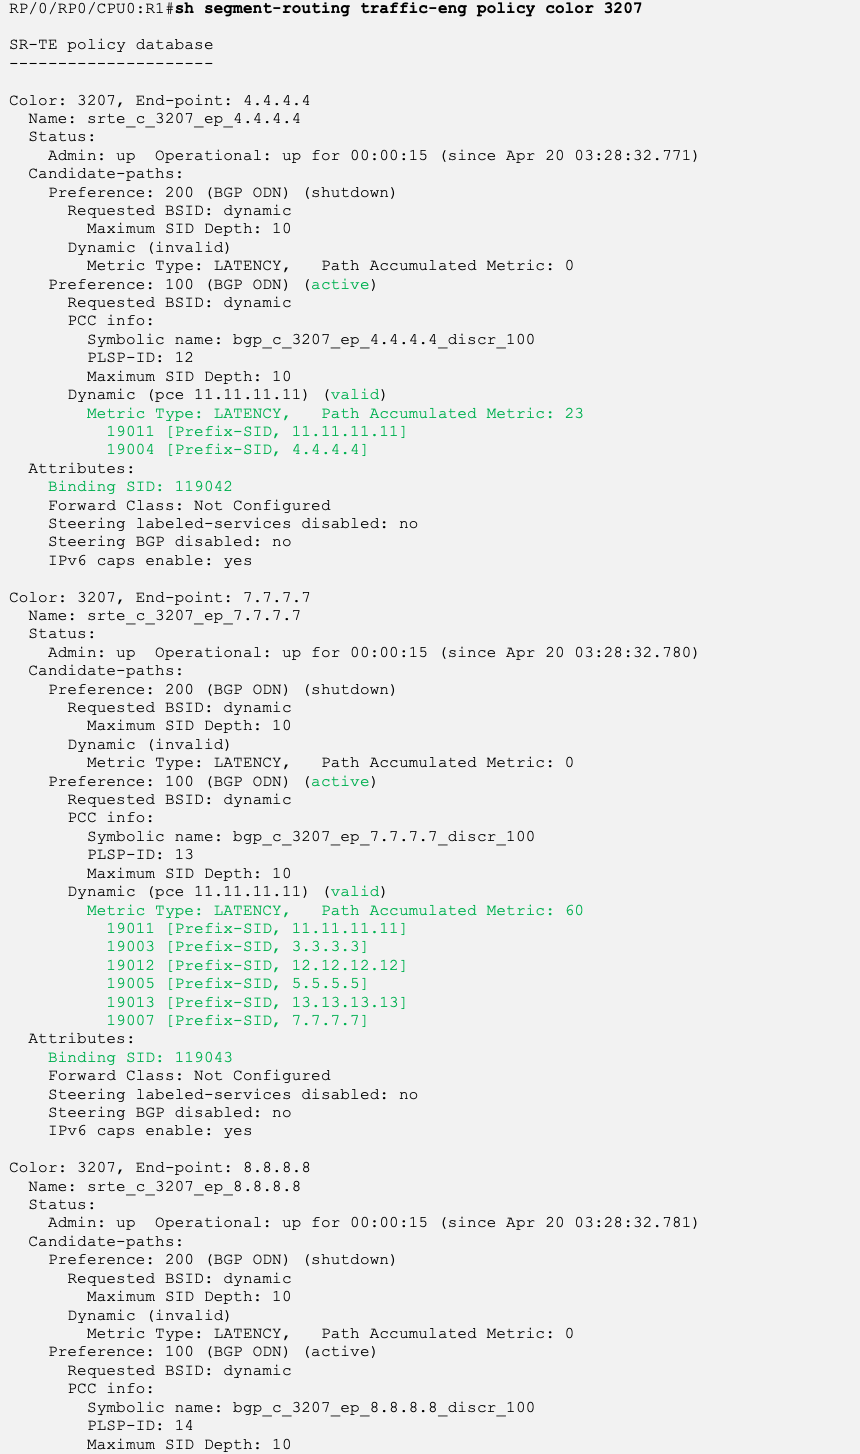 RP/0/RP0/CPU0:R1#sh segment-routing traffic-eng policy color 3207
SR-TE policy database
---------------------
Color: 3207, End-point: 4.4.4.4
Name: srte_c_3207_ep_4.4.4.4
Status:
Admin: up  Operational: up for 00:00:15 (since Apr 20 03:28:32.771)
Candidate-paths:
Preference: 200 (BGP ODN) (shutdown)
Requested BSID: dynamic
Maximum SID Depth: 10
Dynamic (invalid)
Metric Type: LATENCY,   Path Accumulated Metric: 0
Preference: 100 (BGP ODN) (active)
Requested BSID: dynamic
PCC info:
Symbolic name: bgp_c_3207_ep_4.4.4.4_discr_100
PLSP-ID: 12
Maximum SID Depth: 10
Dynamic (pce 11.11.11.11) (valid)
Metric Type: LATENCY,   Path Accumulated Metric: 23
19011 [Prefix-SID, 11.11.11.11]
19004 [Prefix-SID, 4.4.4.4]
Attributes:
Binding SID: 119042
Forward Class: Not Configured
Steering labeled-services disabled: no
Steering BGP disabled: no
IPv6 caps enable: yes
Color: 3207, End-point: 7.7.7.7
Name: srte_c_3207_ep_7.7.7.7
Status:
Admin: up  Operational: up for 00:00:15 (since Apr 20 03:28:32.780)
Candidate-paths:
Preference: 200 (BGP ODN) (shutdown)
Requested BSID: dynamic
Maximum SID Depth: 10
Dynamic (invalid)
Metric Type: LATENCY,   Path Accumulated Metric: 0
Preference: 100 (BGP ODN) (active)
Requested BSID: dynamic
PCC info:
Symbolic name: bgp_c_3207_ep_7.7.7.7_discr_100
PLSP-ID: 13
Maximum SID Depth: 10
Dynamic (pce 11.11.11.11) (valid)
Metric Type: LATENCY,   Path Accumulated Metric: 60
19011 [Prefix-SID, 11.11.11.11]
19003 [Prefix-SID, 3.3.3.3]
19012 [Prefix-SID, 12.12.12.12]
19005 [Prefix-SID, 5.5.5.5]
19013 [Prefix-SID, 13.13.13.13]
19007 [Prefix-SID, 7.7.7.7]
Attributes:
Binding SID: 119043
Forward Class: Not Configured
Steering labeled-services disabled: no
Steering BGP disabled: no
IPv6 caps enable: yes
Color: 3207, End-point: 8.8.8.8
Name: srte_c_3207_ep_8.8.8.8
Status:
Admin: up  Operational: up for 00:00:15 (since Apr 20 03:28:32.781)
Candidate-paths:
Preference: 200 (BGP ODN) (shutdown)
Requested BSID: dynamic
Maximum SID Depth: 10
Dynamic (invalid)
Metric Type: LATENCY,   Path Accumulated Metric: 0
Preference: 100 (BGP ODN) (active)
Requested BSID: dynamic
PCC info:
Symbolic name: bgp_c_3207_ep_8.8.8.8_discr_100
PLSP-ID: 14
Maximum SID Depth: 10